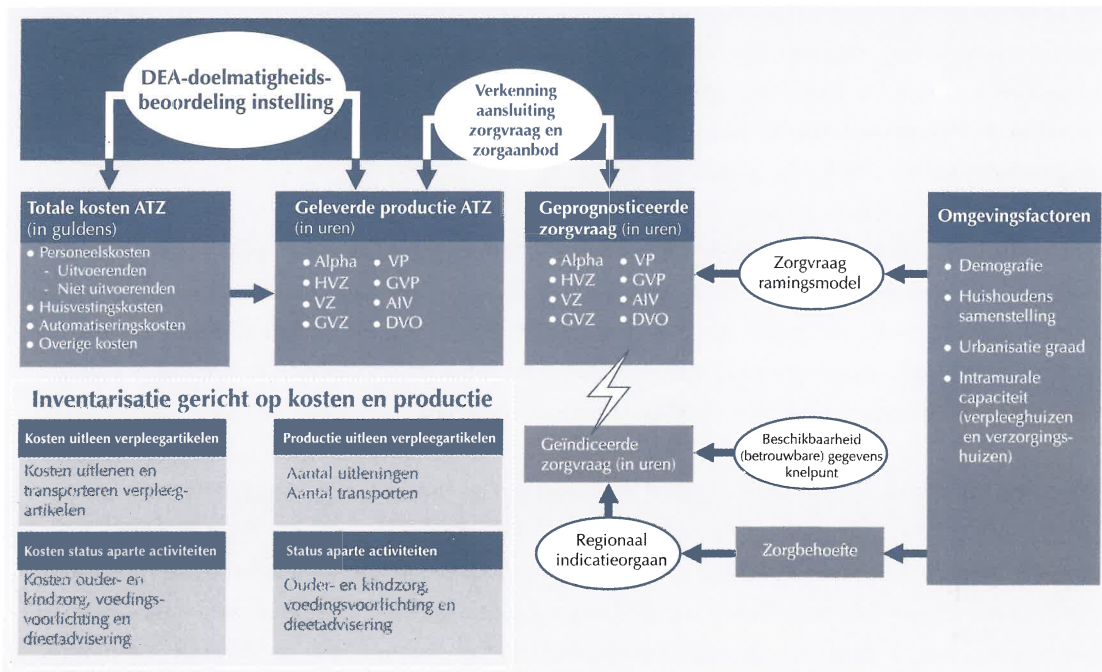 DEA-doelmatigheids-
beoordeling instelling
Verkenning
aansluiting
zorgvraag en
zorgaanbod
Totale kosten ATZ
(in guldens)
• Personeelskosten
- Uitvoerenden
- Niet uitvoerenden
• Huisvestingskosten
• Automatiseringskosten
• Overige kosten
Geleverde productie ATZ
(in uren)
• Alpha • VP
• HVZ • GVP
• VZ • AIV
• GVZ • DVO
Geprognosticeerde
zorgvraag (in uren)
• Alpha • VP
• HVZ • GVP
• VZ • AIV
• GVZ • DVO
Zorgvraag
ramingsmodel
Omgevingsfactoren
• Demografie
• Huishoudens
samenstelling
• Urbanisatie graad
• Intramurale
capaciteit
(verpleeghuizen
en verzorgings-
huizen)
Inventarisatie gericht op kosten en productie
Kosten uitleen verpleegartikelen
Kosten uitlenen en
transporteren verpleeg-
artikelen
Productie uitleen verpleegartikelen
Aantal uitleningen
Aantal transporten
Kosten status aparte activiteiten
Kosten ouder- en
kindzorg, voedings-
voorlichting en
dieetadvisering
Status aparte activiteiten
Ouder- en kindzorg,
voedingsvoorlichting en
dieetadvisering
Geïndiceerde
zorgvraag (in uren)
Beschikbaarheid
(betrouwbare) gegevens
knelpunt
Regionaal
indicatieorgaan
Zorgbehoefte